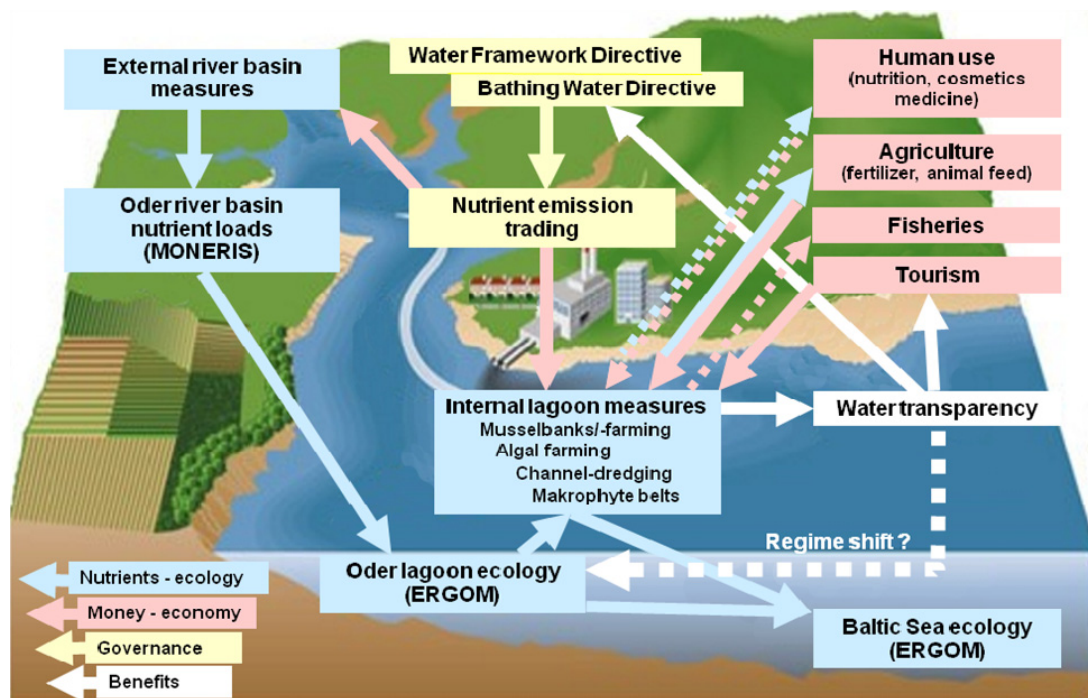 External river basin
measures
Water Framework Directive
Bathing Water Directive
Human use
(nutrition, cosmetics
medicine)
Agriculture
(fertilizer, animal feed)
Oder river basin
nutrient loads
(MONERIS)
Nutrient emission
trading
Fisheries
Tourism
Internal lagoon measures
Musselbanks/-farming
Algal farming
Channel-dredging
Makrophyte belts
Water transparency
Regime shift ?
Oder lagoon ecology
(ERGOM)
Baltic Sea ecology
(ERGOM)
Nutrients - ecology
Money - economy
Governance
Benefits